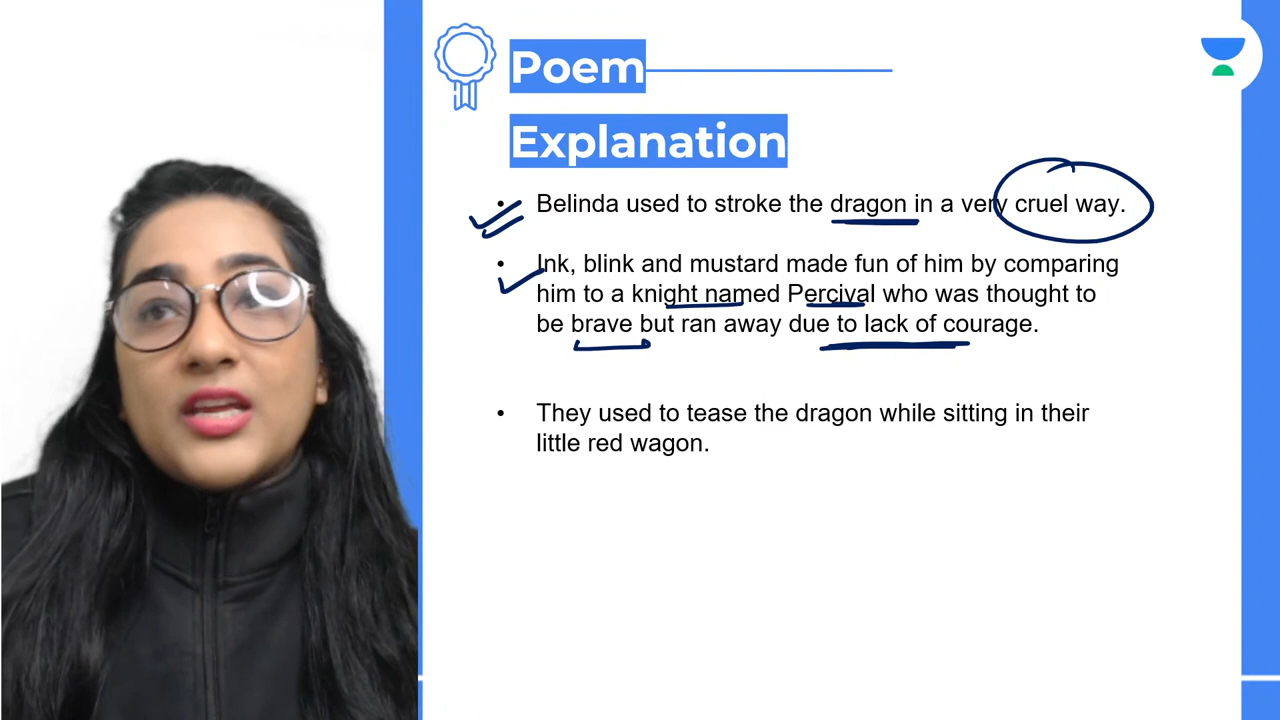 Poem
Explanation
• Belinda used to stroke the dragon in a very cruel way.
• Ink, blink and mustard made fun of him by comparing
him to a knight named Percival who was thought to
be brave but ran away due to lack of courage.
• They used to tease the dragon while sitting in their
little red wagon.